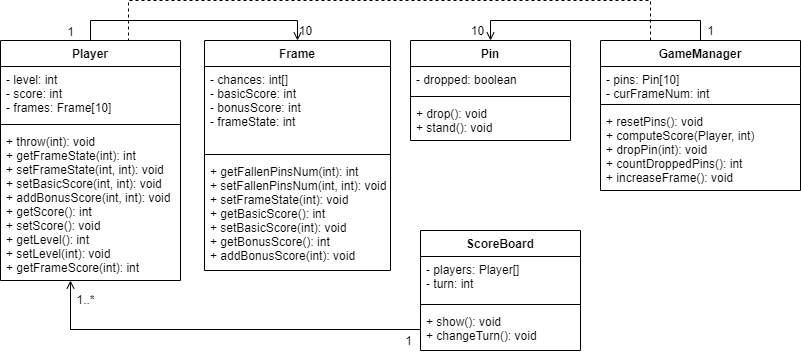 1
10
10
1
Player
- level: int
- score: int
- frames: Frame[10]
+ throw(int): void
+ getFrameState(int): int
+ setFrameState(int, int): void
+ setBasicScore(int, int): void
+ addBonusScore(int, int): void
+ getScore(): int
+ setScore(): void
+ getLevel(): int
+ setLevel(int): void
+ getFrameScore(int): int
Frame
- chances: int[]
- basicScore: int
- bonusScore: int
- frameState: int
+ getFallenPinsNum(int): int
+ setFallenPinsNum(int, int): void
+ setFrameState(int): void
+ getBasicScore(): int
+ setBasicScore(int): void
+ getBonusScore(): int
+ addBonusScore(int): void
Pin
- dropped: boolean
+ drop(): void
+ stand(): void
GameManager
- pins: Pin[10]
- curFrameNum: int
+ resetPins(): void
+ computeScore(Player, int)
+ dropPin(int): void
+ countDroppedPins(): int
+ increaseFrame(): void
ScoreBoard
- players: Player[]
- turn: int
+ show(): void
+ changeTurn(): void
1..*
1